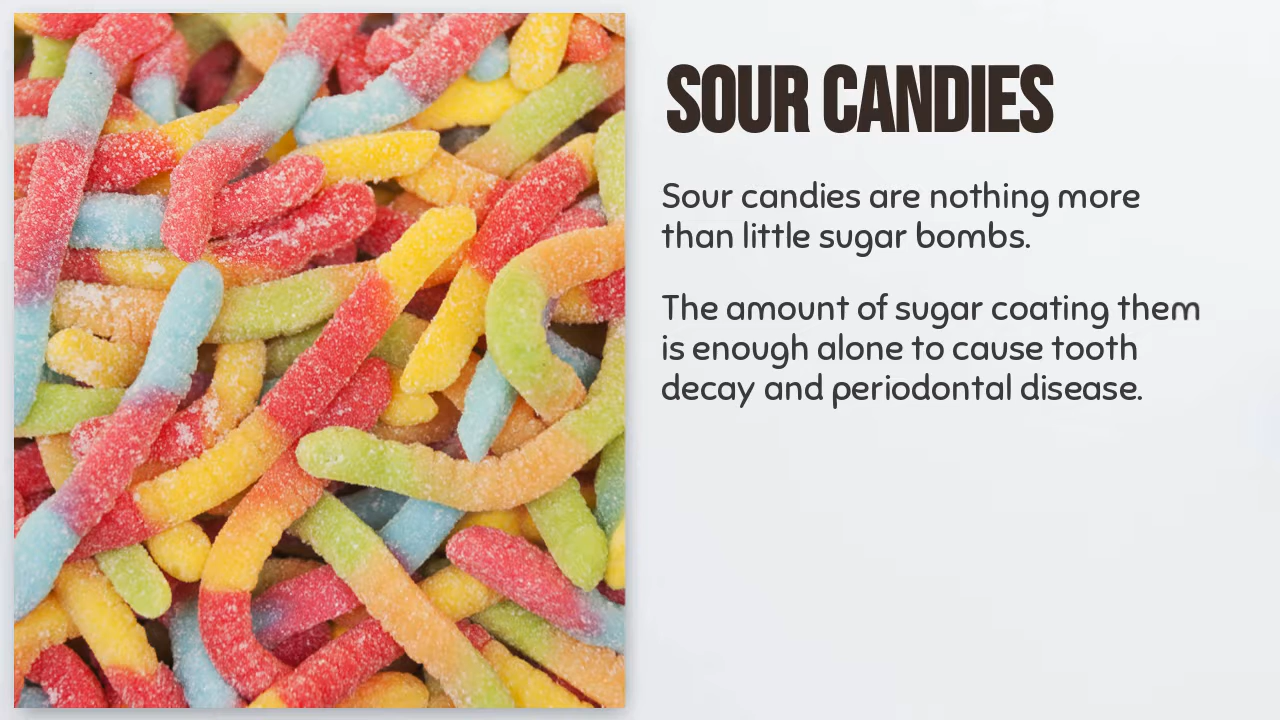 SOUR CANDIES
Sour candies are nothing more
than little sugar bombs.
The amount of sugar coating them
is enough alone to cause tooth
decay and periodontal disease.